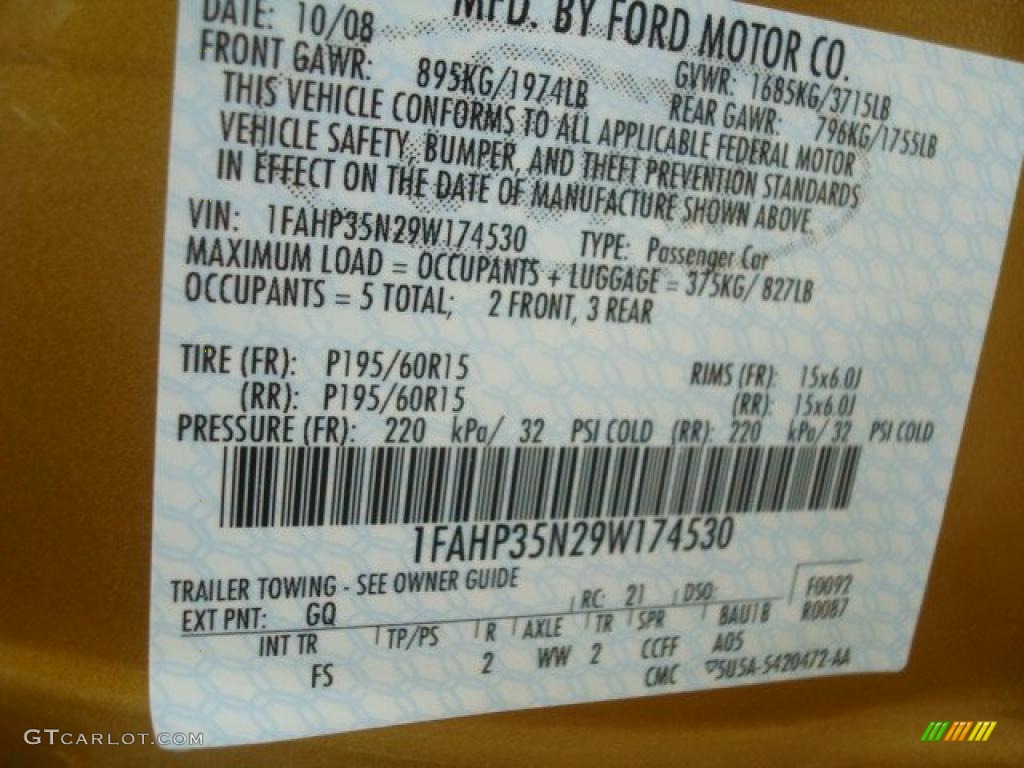 DATE: 10/08 MFD. BY FORD MOTOR CO.
FRONT GAWR: 895KG/1974LB GVWR: 1685KG/3715LB
REAR GAWR: 796KG/1755LB
THIS VEHICLE CONFORMS TO ALL APPLICABLE FEDERAL MOTOR
VEHICLE SAFETY, BUMPER, AND THEFT PREVENTION STANDARDS
IN EFFECT ON THE DATE OF MANUFACTURE SHOWN ABOVE.
VIN: 1FAHP35N29W174530 TYPE: Passenger Car
MAXIMUM LOAD = OCCUPANTS + LUGGAGE = 375KG/ 827LB
OCCUPANTS = 5 TOTAL; 2 FRONT, 3 REAR
TIRE (FR): P195/60R15 RIMS (FR): 15x6.0J
(RR): P195/60R15 (RR): 15x6.0J
PRESSURE (FR): 220 kPa/ 32 PSI COLD (RR): 220 kPa/ 32 PSI COLD
1FAHP35N29W174530
TRAILER TOWING - SEE OWNER GUIDE
EXT PNT: GQ RC: 21 DSO: F0092
R0087
INT TR TP/PS R AXLE TR SPR BAU1B
FS 2 WW 2 CCFF A05
CMC 5U5A-5420472-AA
GTCARLOT.COM